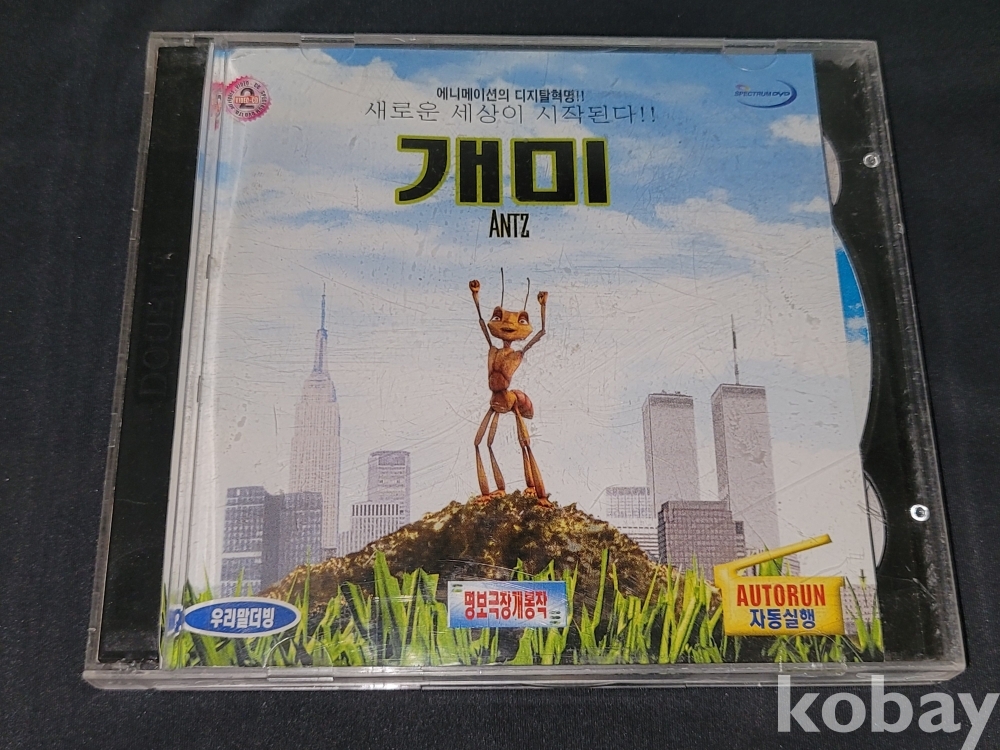 에니메이션의 디지탈혁명!!
새로운 세상이 시작된다!!
SPECTRUM DVD
개미
ANTZ
우리말더빙
명보극장개봉작
AUTORUN
자동실행
kobay